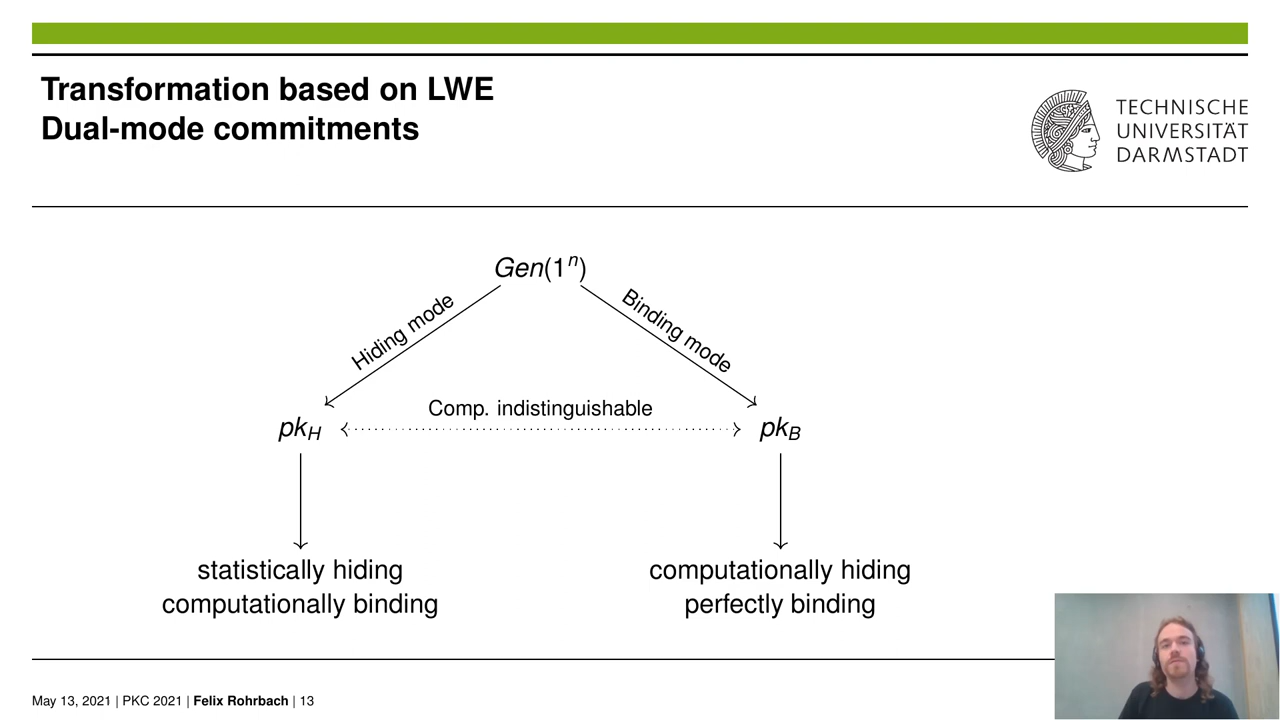 Transformation based on LWE
Dual-mode commitments
TECHNISCHE
UNIVERSITÄT
DARMSTADT
Gen(1^n)
Hiding mode
Binding mode
Comp. indistinguishable
pk_H
pk_B
statistically hiding
computationally binding
computationally hiding
perfectly binding
May 13, 2021 | PKC 2021 | Felix Rohrbach | 13